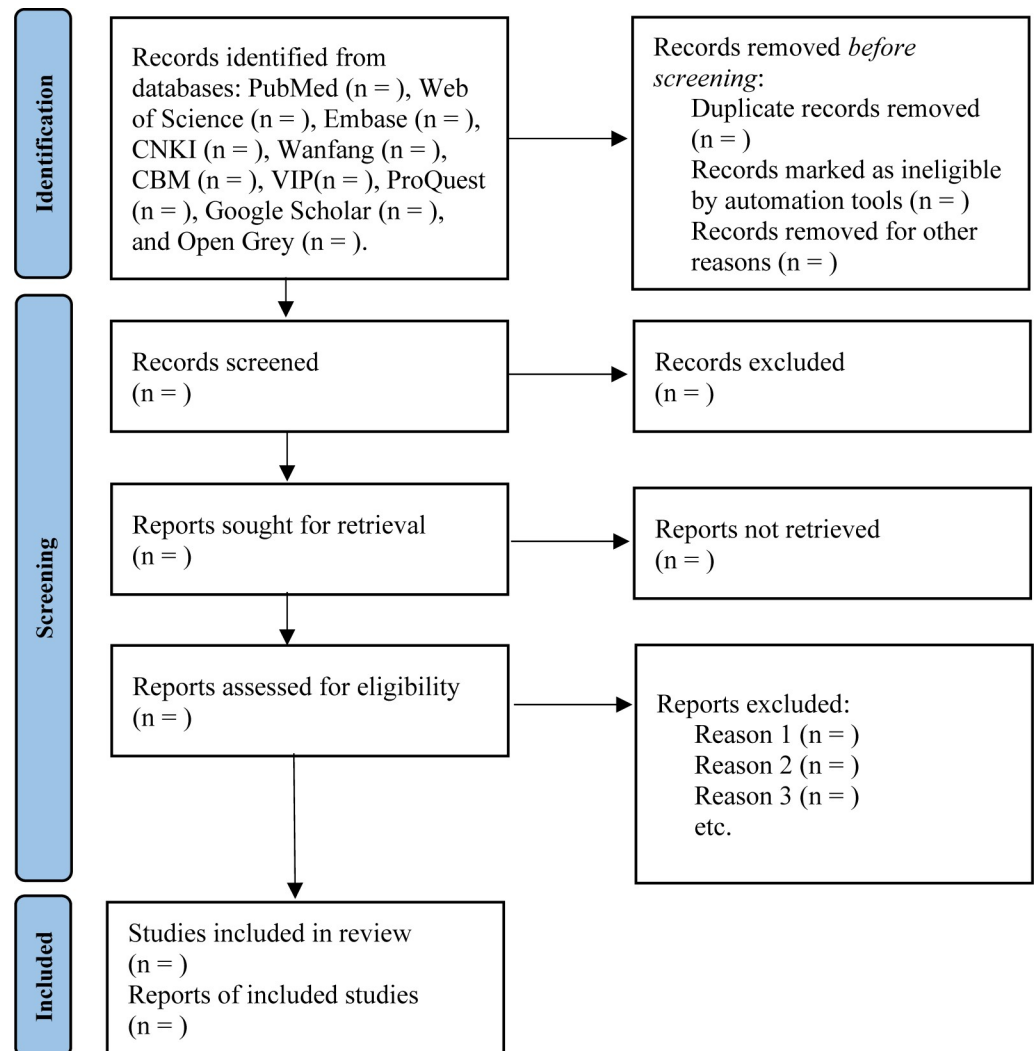 Identification
Records identified from
databases: PubMed (n = ), Web
of Science (n = ), Embase (n = ),
CNKI (n = ), Wanfang (n = ),
CBM (n = ), VIP(n = ), ProQuest
(n = ), Google Scholar (n = ),
and Open Grey (n = ).
Records removed before
screening:
Duplicate records removed
(n = )
Records marked as ineligible
by automation tools (n = )
Records removed for other
reasons (n = )
Screening
Records screened
(n = )
Records excluded
(n = )
Reports sought for retrieval
(n = )
Reports not retrieved
(n = )
Reports assessed for eligibility
(n = )
Reports excluded:
Reason 1 (n = )
Reason 2 (n = )
Reason 3 (n = )
etc.
Included
Studies included in review
(n = )
Reports of included studies
(n = )